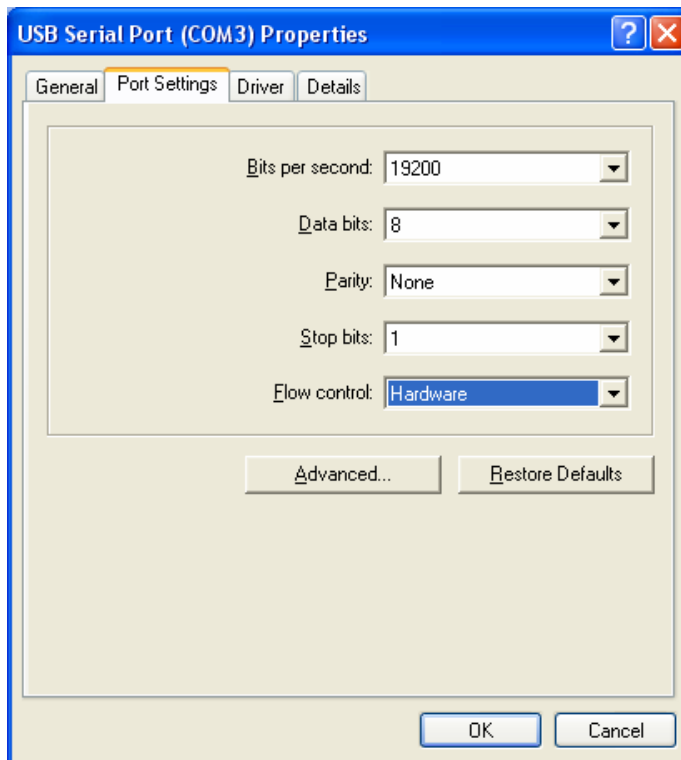 USB Serial Port (COM3) Properties
General Port Settings Driver Details
Bits per second: 19200
Data bits: 8
Parity: None
Stop bits: 1
Flow control: Hardware
Advanced... Restore Defaults
OK Cancel